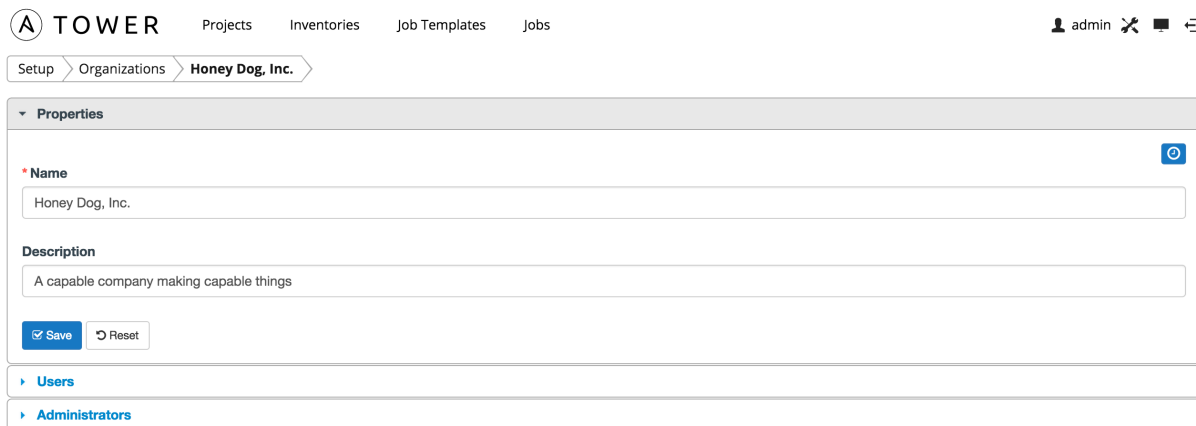 A TOWER Projects Inventories Job Templates Jobs admin
Setup Organizations Honey Dog, Inc.
Properties
* Name
Honey Dog, Inc.
Description
A capable company making capable things
Save Reset
Users
Administrators